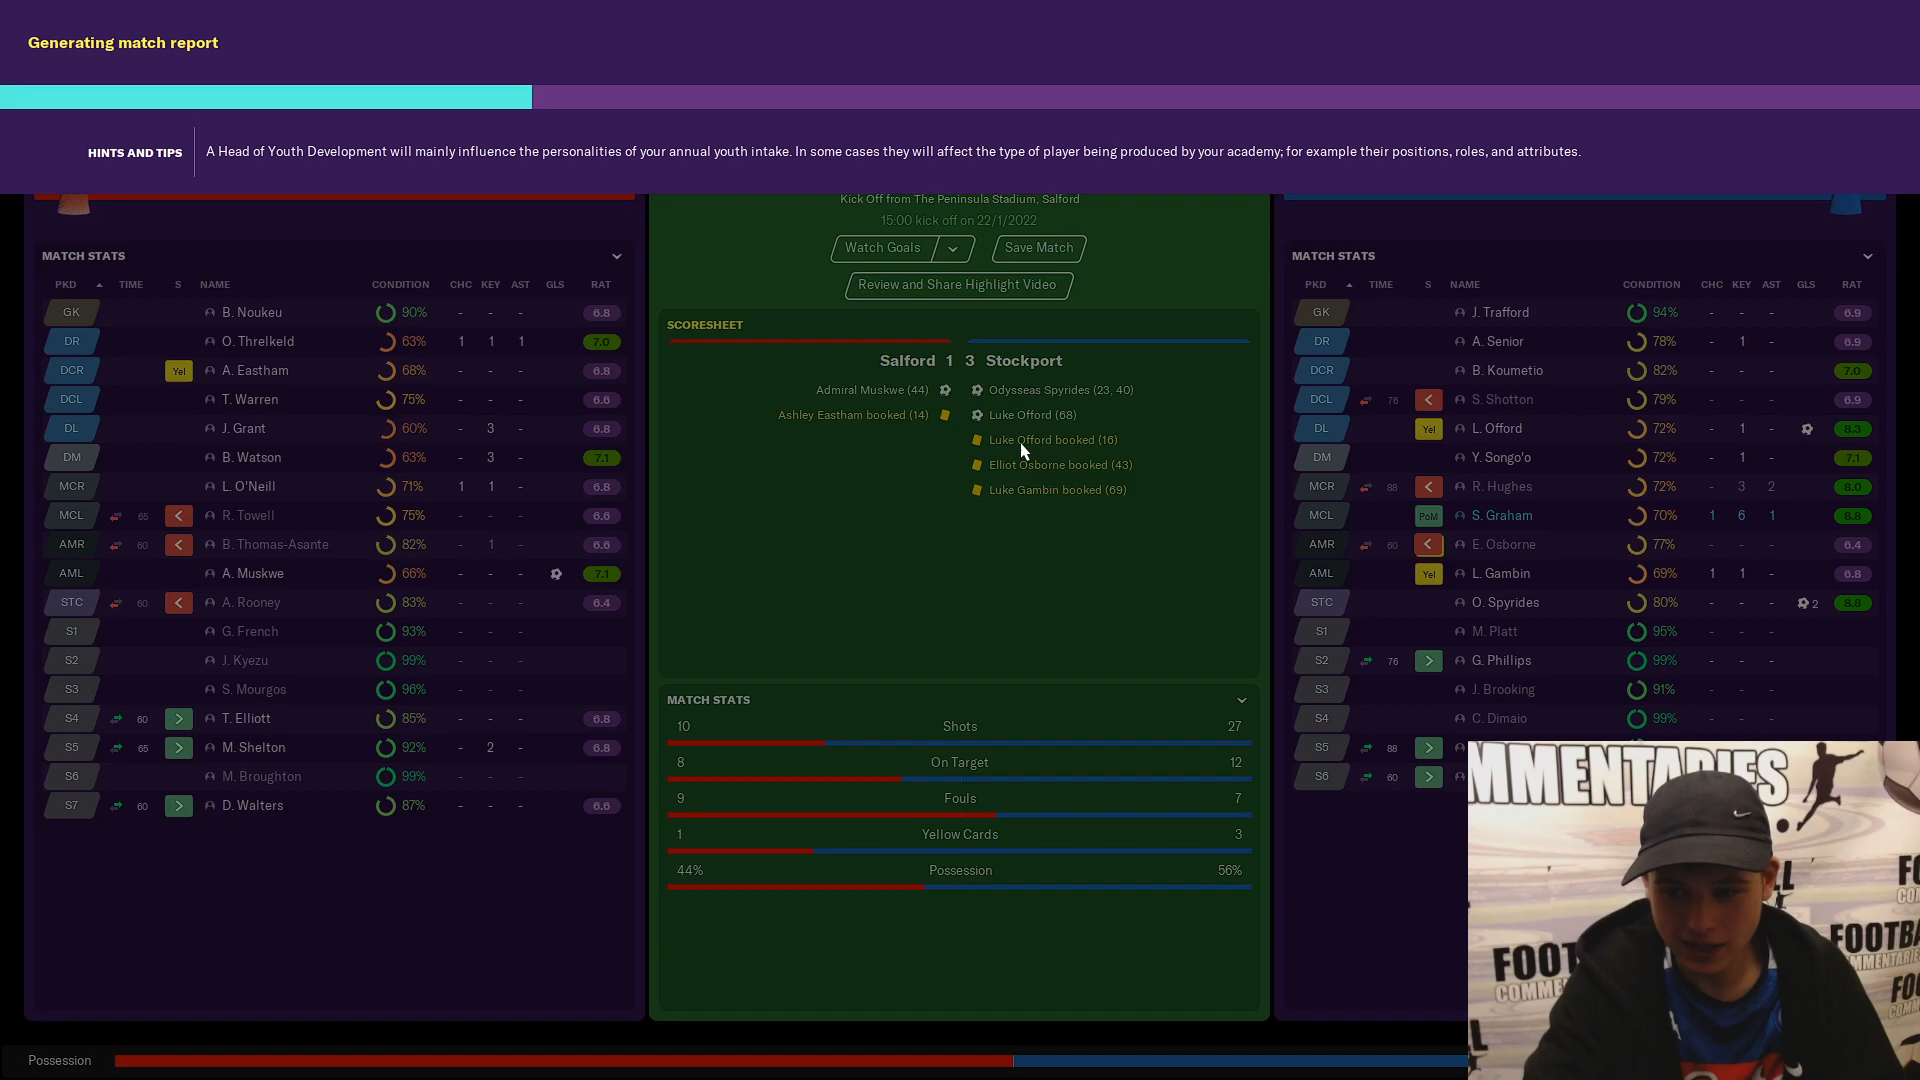 Generating match report
HINTS AND TIPS
A Head of Youth Development will mainly influence the personalities of your annual youth intake. In some cases they will affect the type of player being produced by your academy; for example their positions, roles, and attributes.
Kick Off from The Peninsula Stadium, Salford
15:00 kick off on 22/1/2022
Watch Goals
Save Match
Review and Share Highlight Video
MATCH STATS
PKD TIME S NAME CONDITION CHC KEY AST GLS RAT
GK B. Noukeu 90% - - - 6.8
DR O. Threlkeld 63% 1 1 1 7.0
DCR Yel A. Eastham 68% - - - 6.8
DCL T. Warren 75% - - - 6.6
DL J. Grant 60% - 3 - 6.8
DM B. Watson 63% - 3 - 7.1
MCR L. O'Neill 71% 1 1 - 6.8
MCL 65 R. Towell 75% - - - 6.6
AMR 60 B. Thomas-Asante 82% - 1 - 6.6
AML A. Muskwe 66% - - - 7.1
STC 60 A. Rooney 83% - - - 6.4
S1 G. French 93% - - -
S2 J. Kyezu 99% - - -
S3 S. Mourgos 96% - - -
S4 60 T. Elliott 85% - - - 6.8
S5 65 M. Shelton 92% - 2 - 6.8
S6 M. Broughton 99% - - -
S7 60 D. Walters 87% - - - 6.6
SCORESHEET
Salford 1 3 Stockport
Admiral Muskwe (44) Odysseas Spyrides (23, 40)
Ashley Eastham booked (14) Luke Offord (68)
Luke Offord booked (16)
Elliot Osborne booked (43)
Luke Gambin booked (69)
MATCH STATS
10 Shots 27
8 On Target 12
9 Fouls 7
1 Yellow Cards 3
44% Possession 56%
MATCH STATS
PKD TIME S NAME CONDITION CHC KEY AST GLS RAT
GK J. Trafford 94% - - - 6.9
DR A. Senior 78% - 1 - 6.9
DCR B. Koumetio 82% - - - 7.0
DCL 76 S. Shotton 79% - - - 6.9
DL Yel L. Offord 72% - 1 - 8.3
DM Y. Songo'o 72% - 1 - 7.1
MCR 88 R. Hughes 72% - 3 2 8.0
MCL PoM S. Graham 70% 1 6 1 8.8
AMR 60 E. Osborne 77% - - - 6.4
AML Yel L. Gambin 69% 1 1 - 6.8
STC O. Spyrides 80% - - - 2 8.8
S1 M. Platt 95% - - -
S2 76 G. Phillips 99% - - -
S3 J. Brooking 91% - - -
S4 C. Dimaio 99% - - -
S5 88
S6 60
MMENTARIES
FOOT
COMME
FOOTBA
MMENTARIES
Possession